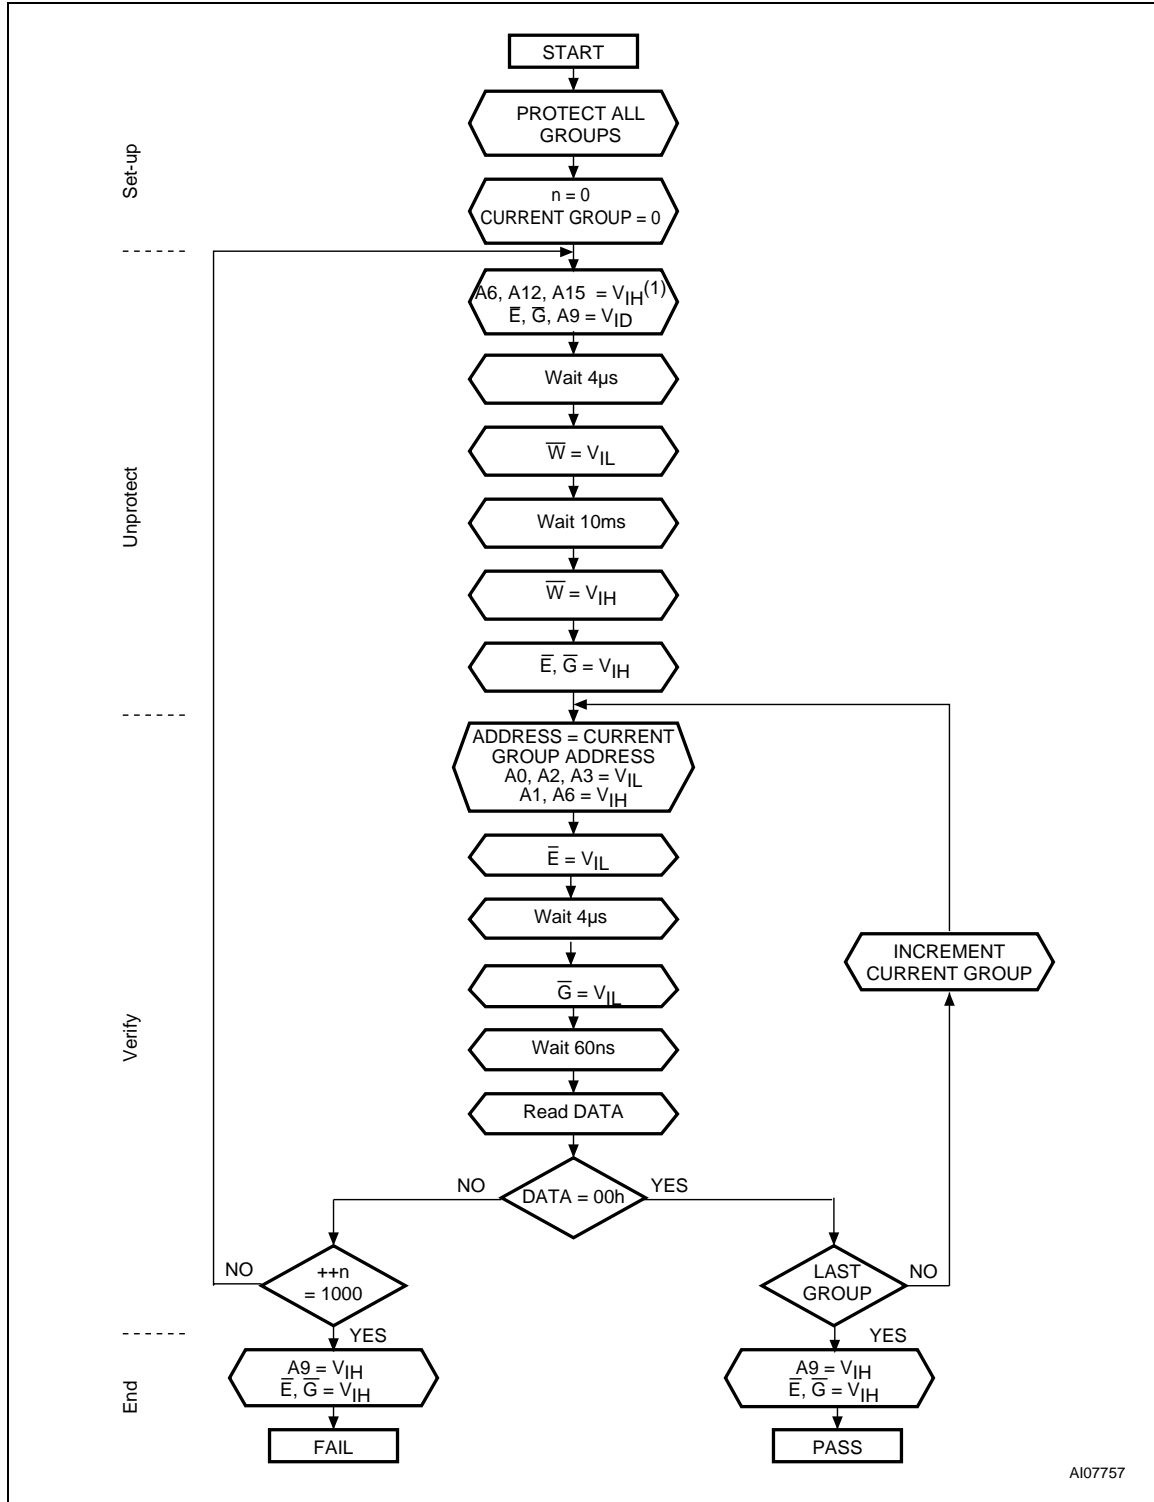 START
PROTECT ALL
GROUPS
Set-up
n = 0
CURRENT GROUP = 0
A6, A12, A15 = VIH(1)
E̅, G̅, A9 = VID
Wait 4µs
Unprotect
W̅ = VIL
Wait 10ms
W̅ = VIH
E̅, G̅ = VIH
ADDRESS = CURRENT
GROUP ADDRESS
A0, A2, A3 = VIL
A1, A6 = VIH
E̅ = VIL
Wait 4µs
INCREMENT
CURRENT GROUP
G̅ = VIL
Verify
Wait 60ns
Read DATA
NO
DATA = 00h
YES
NO
++n
= 1000
LAST
GROUP
NO
YES
YES
End
A9 = VIH
E̅, G̅ = VIH
A9 = VIH
E̅, G̅ = VIH
FAIL
PASS
AI07757